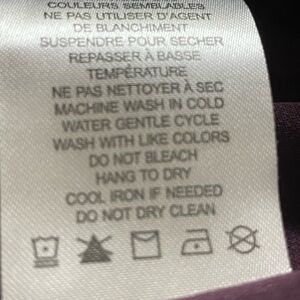 COULEURS SEMBLABLES
NE PAS UTILISER D'AGENT
DE BLANCHIMENT
SUSPENDRE POUR SÉCHER
REPASSER À BASSE
TEMPÉRATURE
NE PAS NETTOYER À SEC
MACHINE WASH IN COLD
WATER GENTLE CYCLE
WASH WITH LIKE COLORS
DO NOT BLEACH
HANG TO DRY
COOL IRON IF NEEDED
DO NOT DRY CLEAN